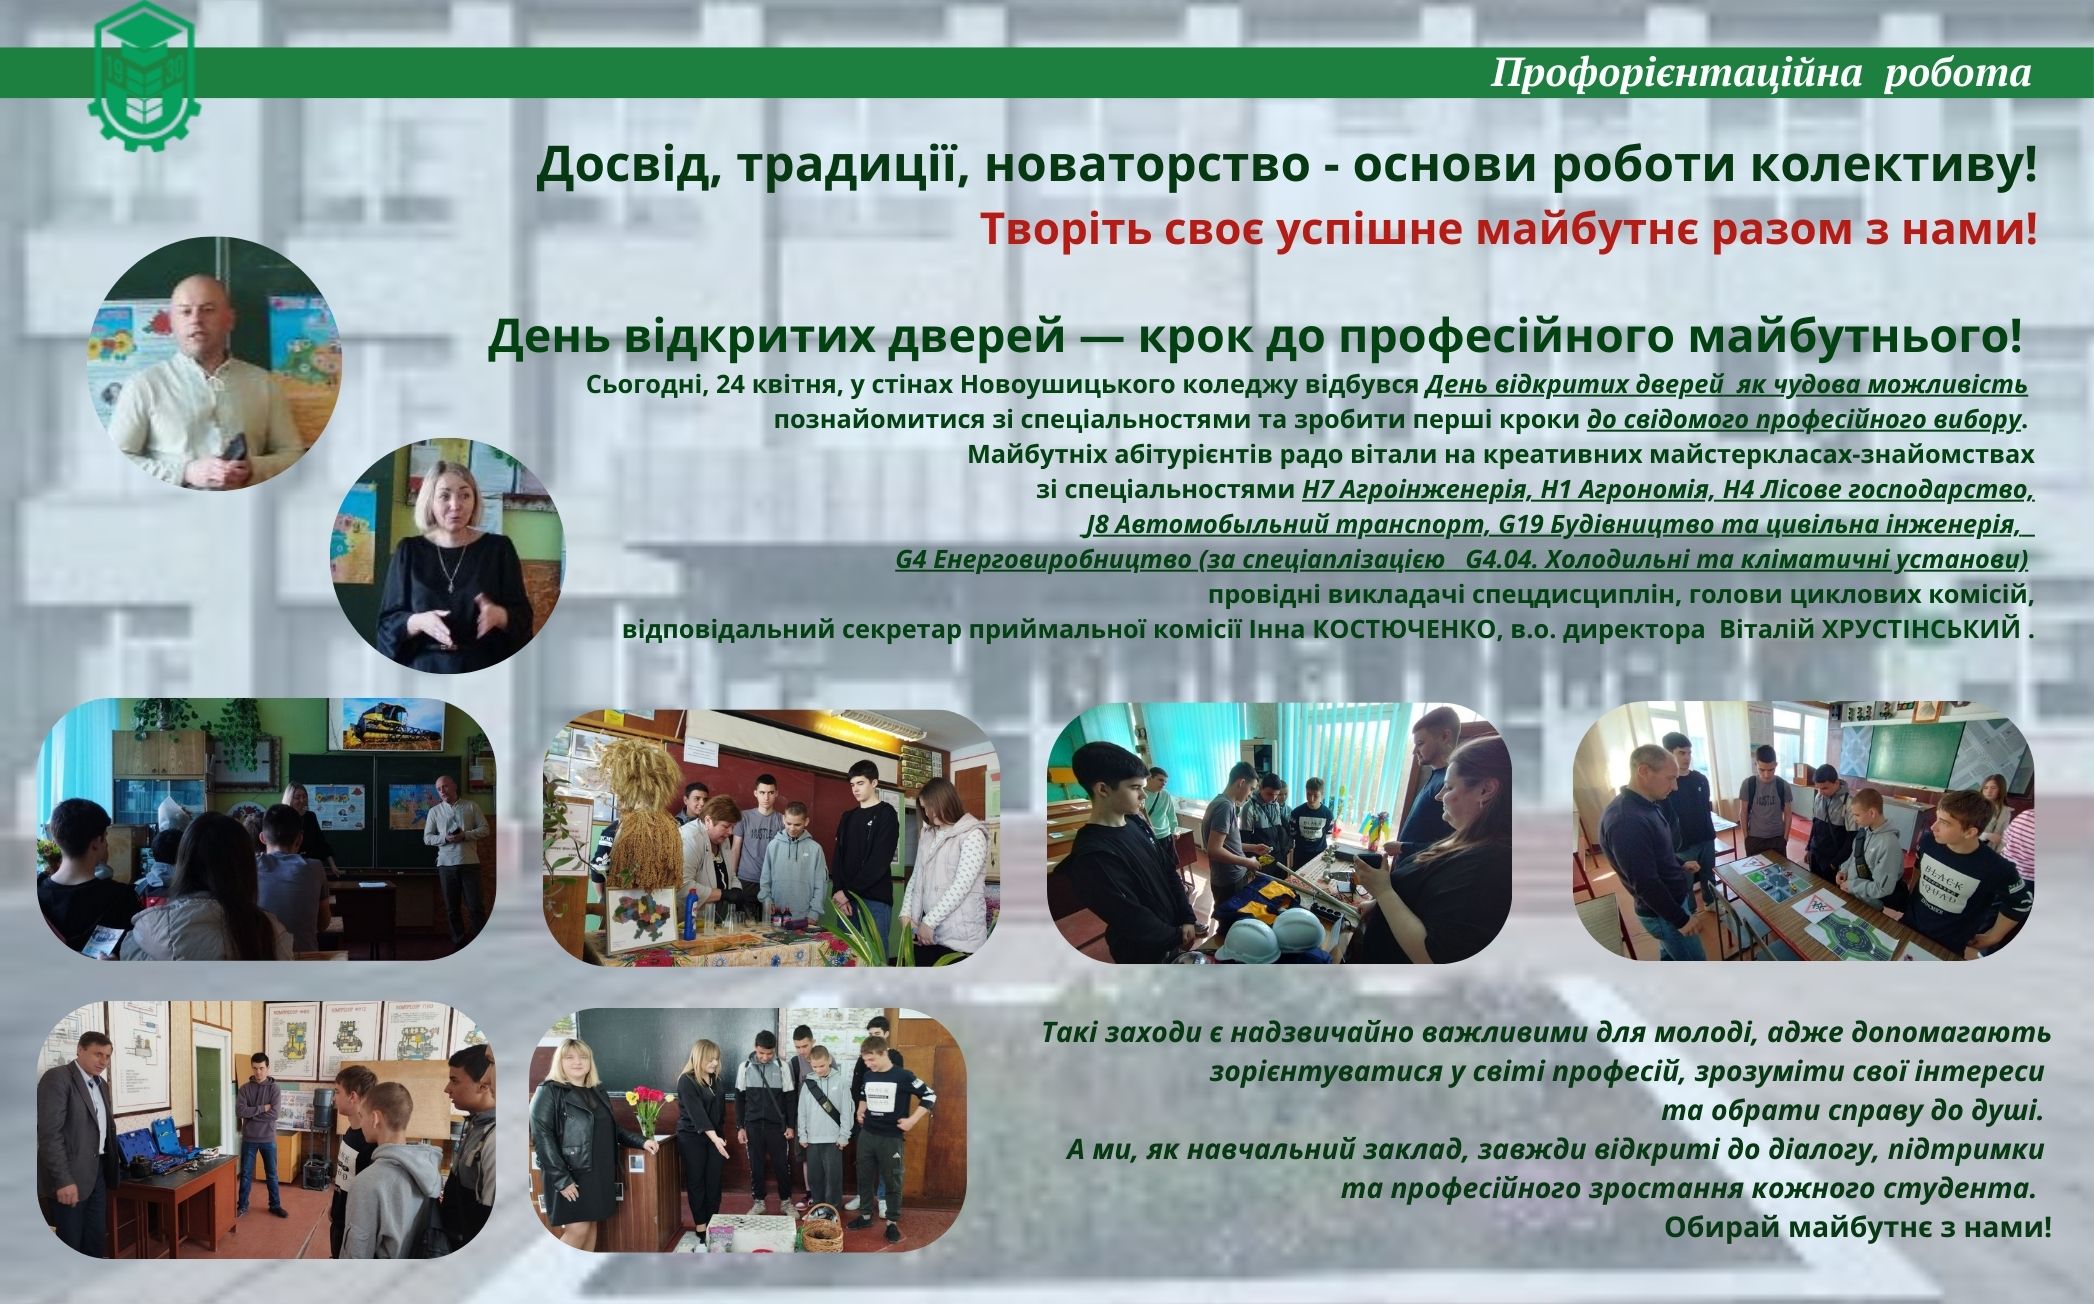 Профорієнтаційна робота
19 30
Досвід, традиції, новаторство - основи роботи колективу!
Творіть своє успішне майбутнє разом з нами!
День відкритих дверей — крок до професійного майбутнього!
Сьогодні, 24 квітня, у стінах Новоушицького коледжу відбувся День відкритих дверей як чудова можливість
познайомитися зі спеціальностями та зробити перші кроки до свідомого професійного вибору.
Майбутніх абітурієнтів радо вітали на креативних майстеркласах-знайомствах
зі спеціальностями Н7 Агроінженерія, Н1 Агрономія, Н4 Лісове господарство,
J8 Автомобыльний транспорт, G19 Будівництво та цивільна інженерія,
G4 Енерговиробництво (за спеціаплізацією G4.04. Холодильні та кліматичні установи)
провідні викладачі спецдисциплін, голови циклових комісій,
відповідальний секретар приймальної комісії Інна КОСТЮЧЕНКО, в.о. директора Віталій ХРУСТІНСЬКИЙ .
BLACK
SQUAD
Такі заходи є надзвичайно важливими для молоді, адже допомагають
зорієнтуватися у світі професій, зрозуміти свої інтереси
та обрати справу до душі.
А ми, як навчальний заклад, завжди відкриті до діалогу, підтримки
та професійного зростання кожного студента.
Обирай майбутнє з нами!